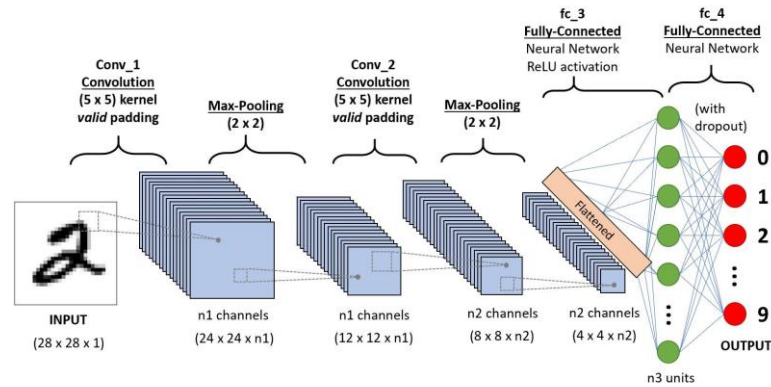 fc_3
Fully-Connected
Neural Network
ReLU activation
fc_4
Fully-Connected
Neural Network
Conv_1
Convolution
(5 x 5) kernel
valid padding
Max-Pooling
(2 x 2)
Conv_2
Convolution
(5 x 5) kernel
valid padding
Max-Pooling
(2 x 2)
(with
dropout)
Flattened
2
0
1
2
9
INPUT
(28 x 28 x 1)
n1 channels
(24 x 24 x n1)
n1 channels
(12 x 12 x n1)
n2 channels
(8 x 8 x n2)
n2 channels
(4 x 4 x n2)
n3 units
OUTPUT